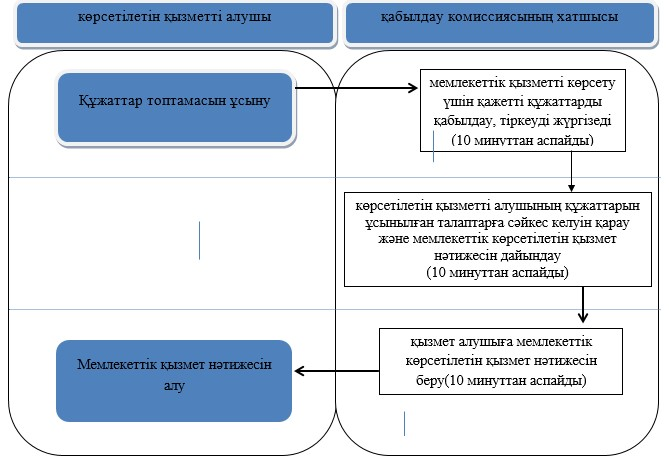 көрсетілетін қызметті алушы
қабылдау комиссиясының хатшысы
Құжаттар топтамасын ұсыну
мемлекеттік қызметті көрсету
үшін қажетті құжаттарды
қабылдау, тіркеуді жүргізеді
(10 минуттан аспайды)
көрсетілетін қызметті алушының құжаттарын
ұсынылған талаптарға сәйкес келуін қарау
және мемлекеттік көрсетілетін қызмет
нәтижесін дайындау
(10 минуттан аспайды)
қызмет алушыға мемлекеттік
көрсетілетін қызмет нәтижесін
беру(10 минуттан аспайды)
Мемлекеттік қызмет нәтижесін
алу